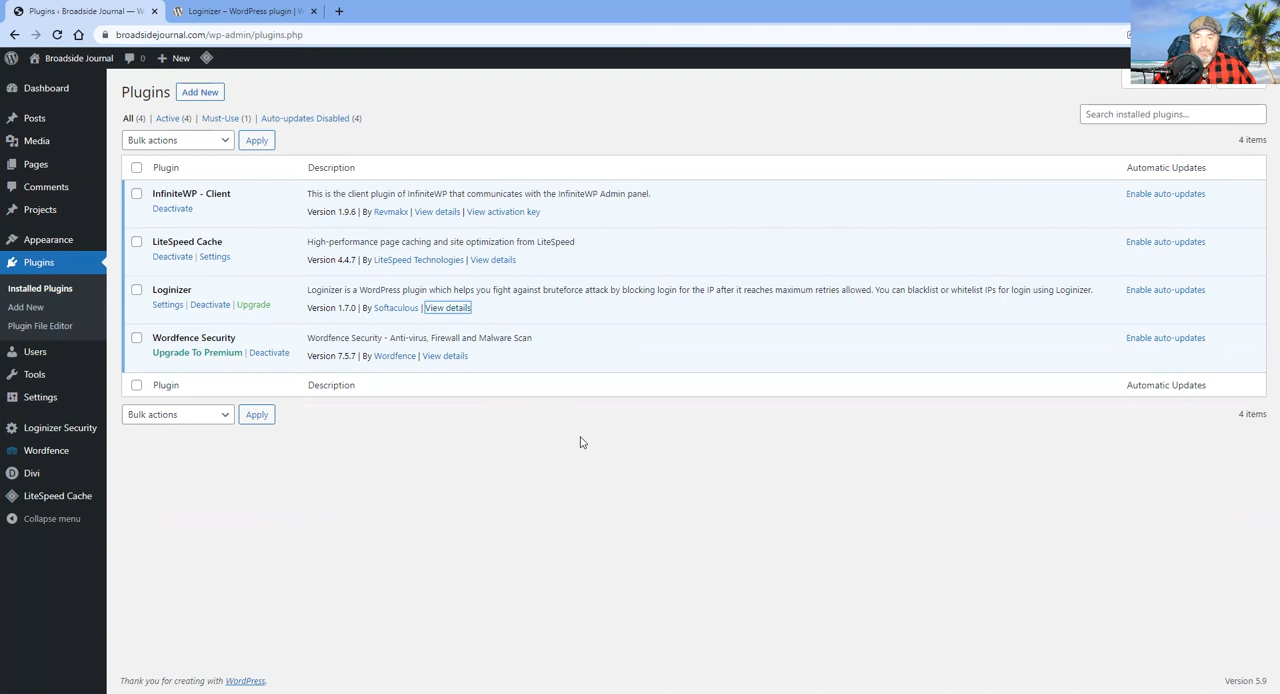 Plugins ‹ Broadside Journal — W
Loginizer – WordPress plugin | W
broadsidejournal.com/wp-admin/plugins.php
Broadside Journal 0 New
Dashboard
Posts
Media
Pages
Comments
Projects
Appearance
Plugins
Installed Plugins
Add New
Plugin File Editor
Users
Tools
Settings
Loginizer Security
Wordfence
Divi
LiteSpeed Cache
Collapse menu
Plugins Add New
All (4) | Active (4) | Must-Use (1) | Auto-updates Disabled (4)
Search installed plugins...
Bulk actions Apply
4 items
Plugin Description Automatic Updates
InfiniteWP - Client This is the client plugin of InfiniteWP that communicates with the InfiniteWP Admin panel. Enable auto-updates
Deactivate
Version 1.9.6 | By Revmakx | View details | View activation key
LiteSpeed Cache High-performance page caching and site optimization from LiteSpeed Enable auto-updates
Deactivate | Settings
Version 4.4.7 | By LiteSpeed Technologies | View details
Loginizer Loginizer is a WordPress plugin which helps you fight against bruteforce attack by blocking login for the IP after it reaches maximum retries allowed. You can blacklist or whitelist IPs for login using Loginizer. Enable auto-updates
Settings | Deactivate | Upgrade
Version 1.7.0 | By Softaculous | View details
Wordfence Security Wordfence Security - Anti-virus, Firewall and Malware Scan Enable auto-updates
Upgrade To Premium | Deactivate
Version 7.5.7 | By Wordfence | View details
Plugin Description Automatic Updates
Bulk actions Apply
4 items
Thank you for creating with WordPress.
Version 5.9